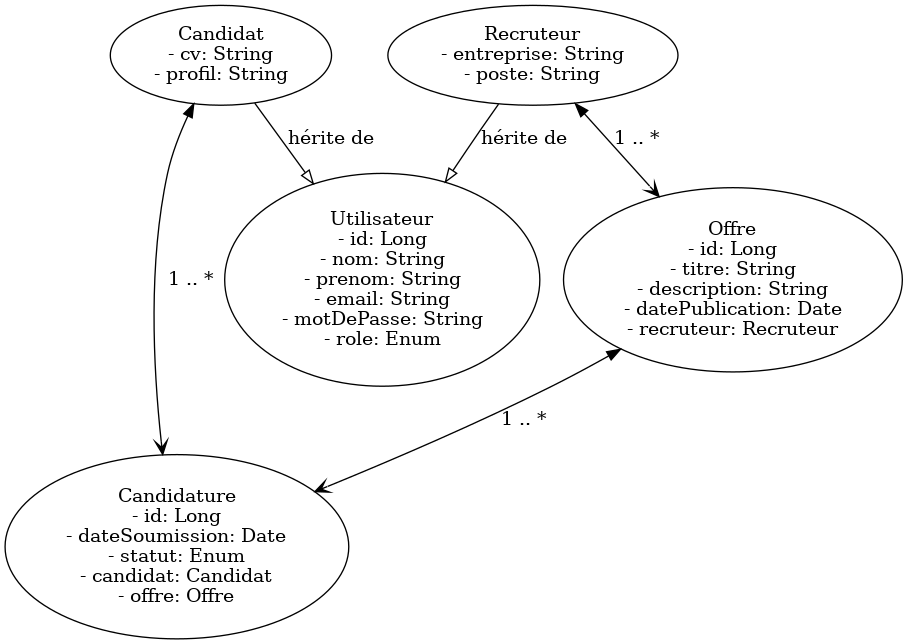 Candidat
- cv: String
- profil: String
Recruteur
- entreprise: String
- poste: String
hérite de
hérite de
1 .. *
Utilisateur
- id: Long
- nom: String
- prenom: String
- email: String
- motDePasse: String
- role: Enum
Offre
- id: Long
- titre: String
- description: String
- datePublication: Date
- recruteur: Recruteur
1 .. *
1 .. *
Candidature
- id: Long
- dateSoumission: Date
- statut: Enum
- candidat: Candidat
- offre: Offre